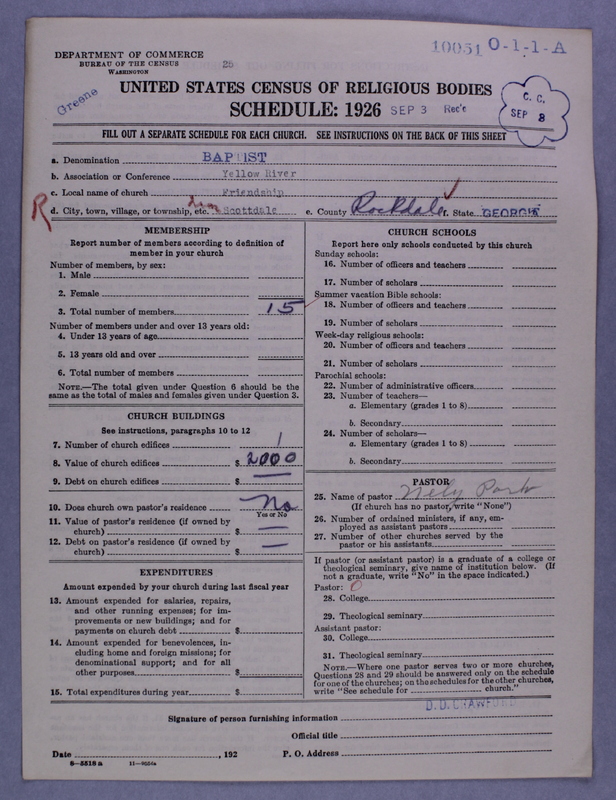 10051 O-1-1-A
DEPARTMENT OF COMMERCE
BUREAU OF THE CENSUS
WASHINGTON
28
Greene
UNITED STATES CENSUS OF RELIGIOUS BODIES
SCHEDULE: 1926 SEP 3 Rec'e
C. C.
SEP 8
FILL OUT A SEPARATE SCHEDULE FOR EACH CHURCH. SEE INSTRUCTIONS ON THE BACK OF THIS SHEET
a. Denomination BAPTIST
b. Association or Conference Yellow River
c. Local name of church Friendship
R d. City, town, village, or township, etc. Scottdale e. County Rockdale f. State GEORGIA
MEMBERSHIP
Report number of members according to definition of
member in your church
Number of members, by sex:
1. Male
2. Female
3. Total number of members 15
Number of members under and over 13 years old:
4. Under 13 years of age
5. 13 years old and over
6. Total number of members
NOTE.—The total given under Question 6 should be the
same as the total of males and females given under Question 3.
CHURCH BUILDINGS
See instructions, paragraphs 10 to 12
7. Number of church edifices 1
8. Value of church edifices $ 2000
9. Debt on church edifices $ —
10. Does church own pastor's residence No
Yes or No
11. Value of pastor's residence (if owned by
church) $ —
12. Debt on pastor's residence (if owned by
church) $ —
EXPENDITURES
Amount expended by your church during last fiscal year
13. Amount expended for salaries, repairs,
and other running expenses; for im-
provements or new buildings; and for
payments on church debt $
14. Amount expended for benevolences, in-
cluding home and foreign missions; for
denominational support; and for all
other purposes $
15. Total expenditures during year $
CHURCH SCHOOLS
Report here only schools conducted by this church
Sunday schools:
16. Number of officers and teachers
17. Number of scholars
Summer vacation Bible schools:
18. Number of officers and teachers
19. Number of scholars
Week-day religious schools:
20. Number of officers and teachers
21. Number of scholars
Parochial schools:
22. Number of administrative officers
23. Number of teachers—
a. Elementary (grades 1 to 8)
b. Secondary
24. Number of scholars—
a. Elementary (grades 1 to 8)
b. Secondary
PASTOR
25. Name of pastor
(If church has no pastor, write "None")
26. Number of ordained ministers, if any, em-
ployed as assistant pastors
27. Number of other churches served by the
pastor or his assistants
If pastor (or assistant pastor) is a graduate of a college or
theological seminary, give name of institution below. (If
not a graduate, write "No" in the space indicated.)
Pastor: 0
28. College
29. Theological seminary
Assistant pastor:
30. College
31. Theological seminary
NOTE.—Where one pastor serves two or more churches,
Questions 28 and 29 should be answered only on the schedule
for one of the churches; on the schedules for the other churches,
write "See schedule for church."
D. D. CRAWFORD
Signature of person furnishing information
Official title
Date , 192 P. O. Address
8-5518 a